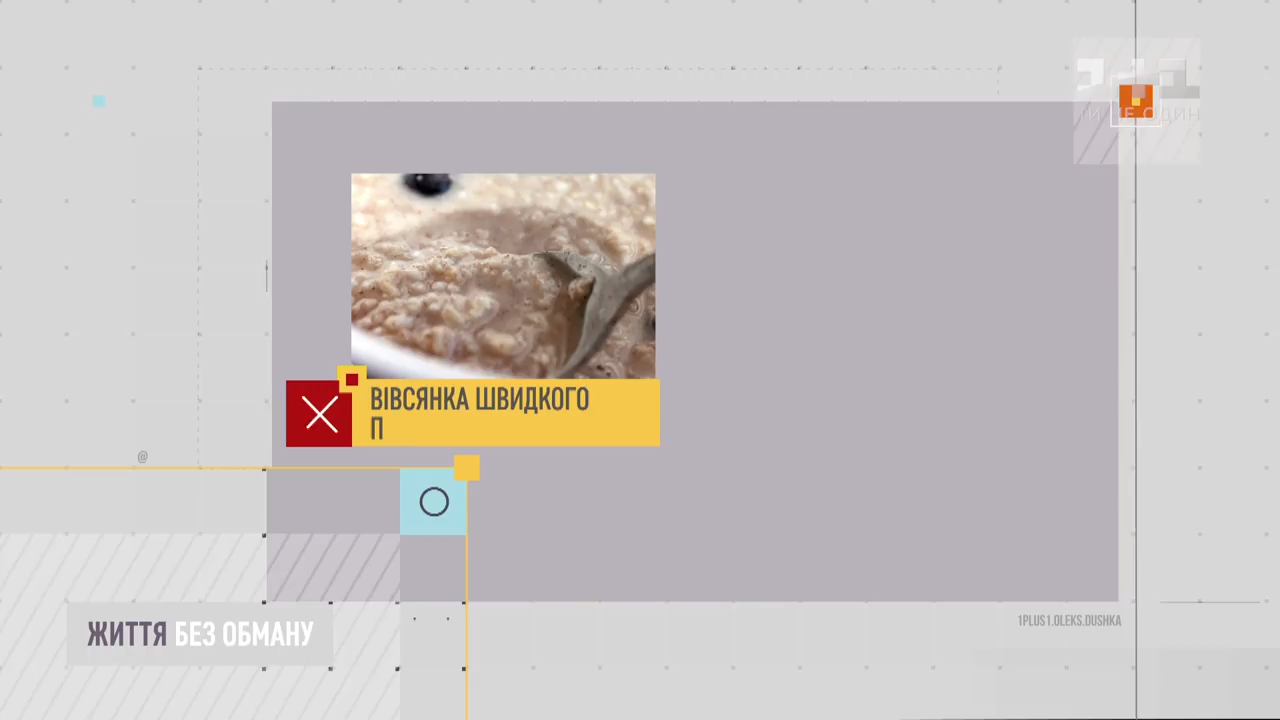 ВІВСЯНКА ШВИДКОГО
П
@
ЖИТТЯ БЕЗ ОБМАНУ
1PLUS1.OLEKS.DUSHKA